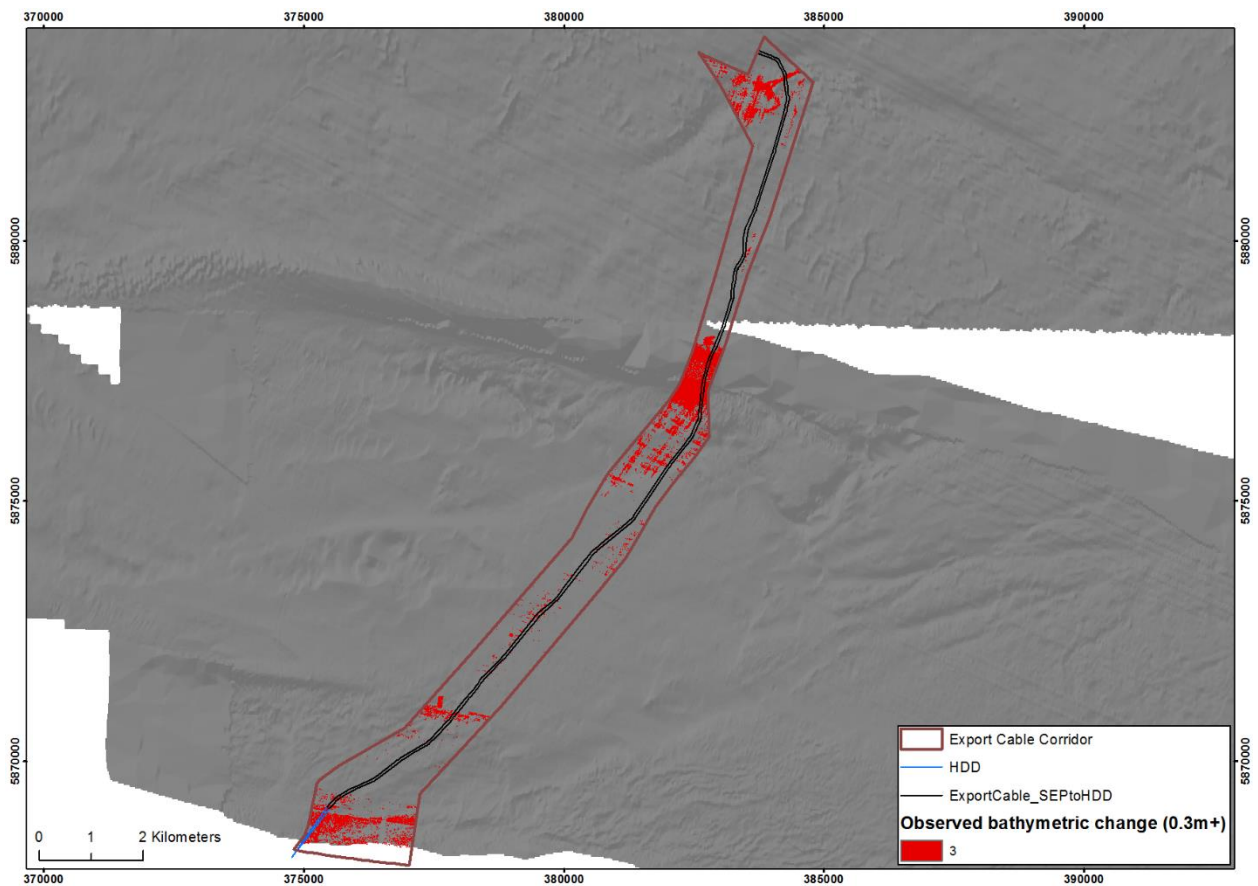 370000 375000 380000 385000 390000
5880000 5880000
5875000 5875000
5870000 5870000
Export Cable Corridor
HDD
ExportCable_SEPtoHDD
Observed bathymetric change (0.3m+)
3
0 1 2 Kilometers
370000 375000 380000 385000 390000